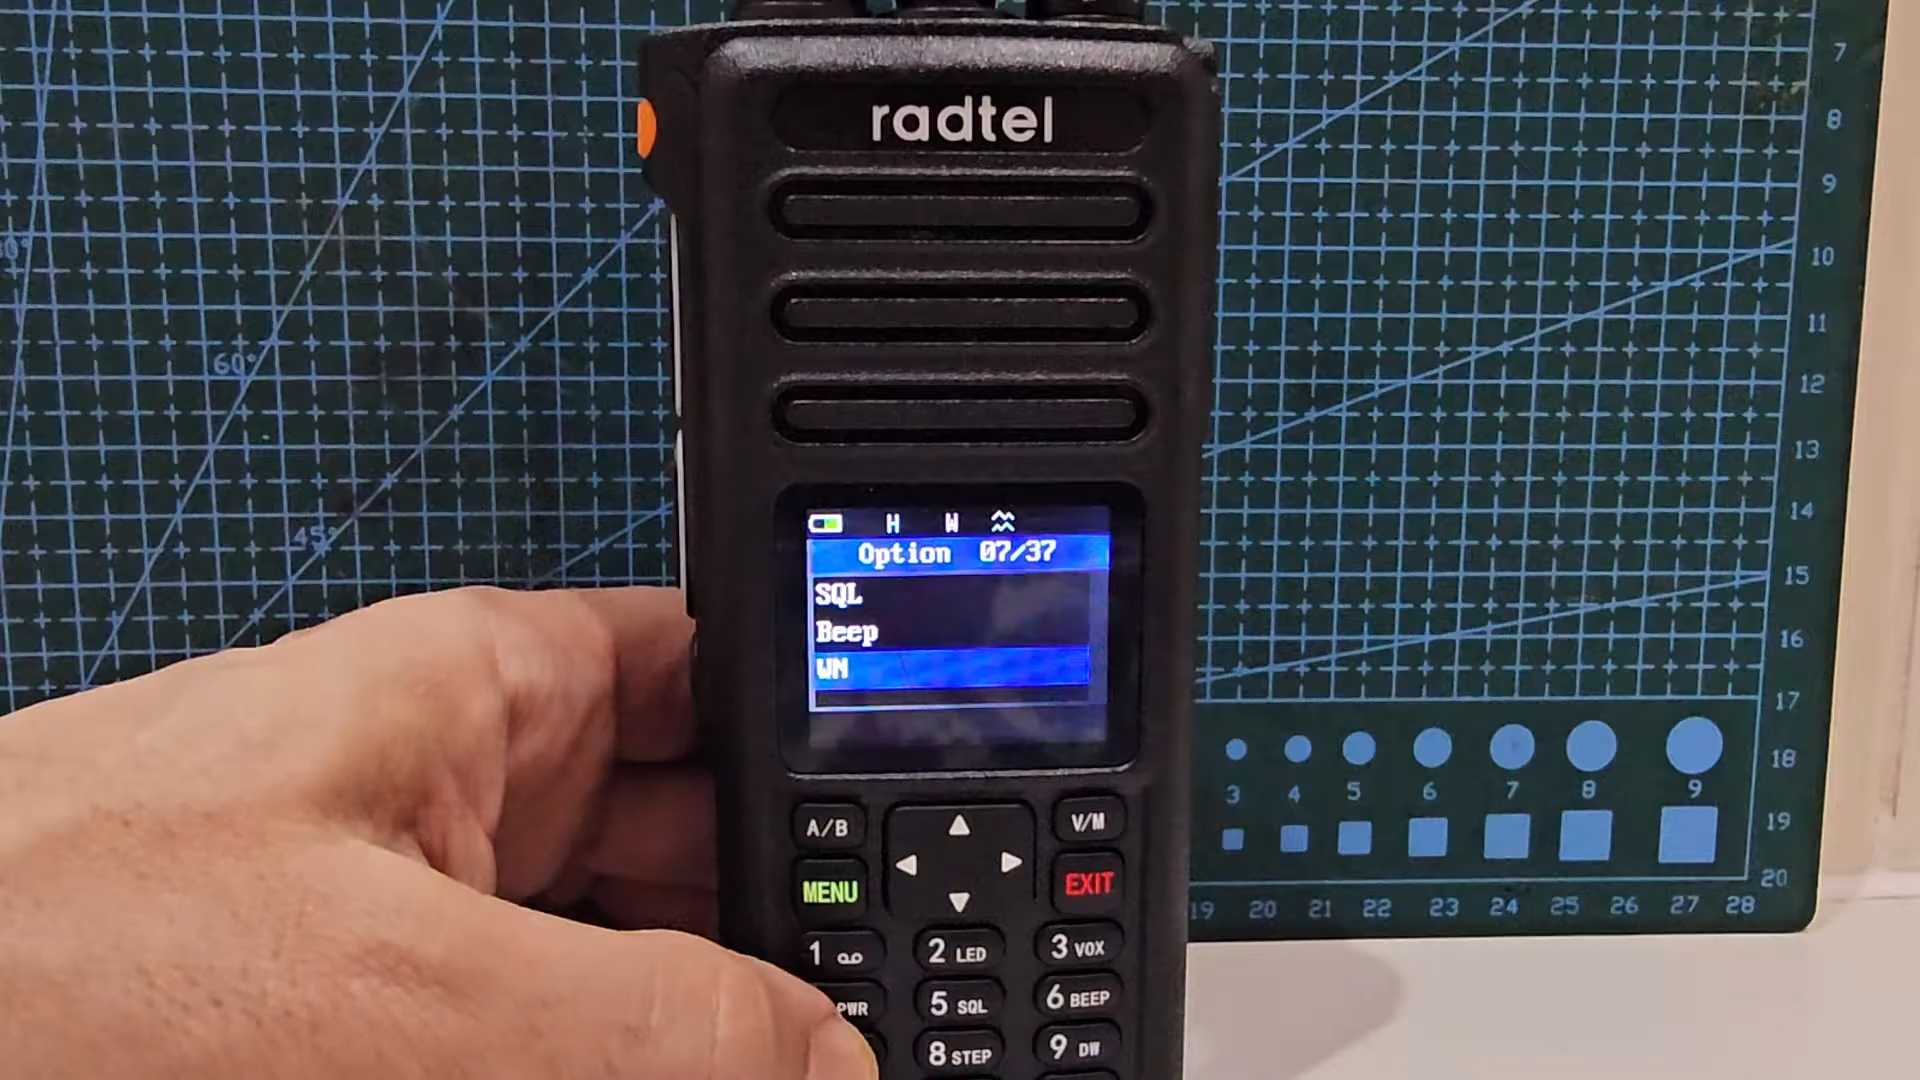 radtel
H W
Option 07/37
SQL
Beep
WN
A/B
V/M
MENU
EXIT
1
2 LED
3 VOX
PWR
5 SQL
6 BEEP
8 STEP
9 DW
60°
45°
7
8
9
10
11
12
13
14
15
16
17
18
19
20
3 4 5 6 7 8 9
19 20 21 22 23 24 25 26 27 28